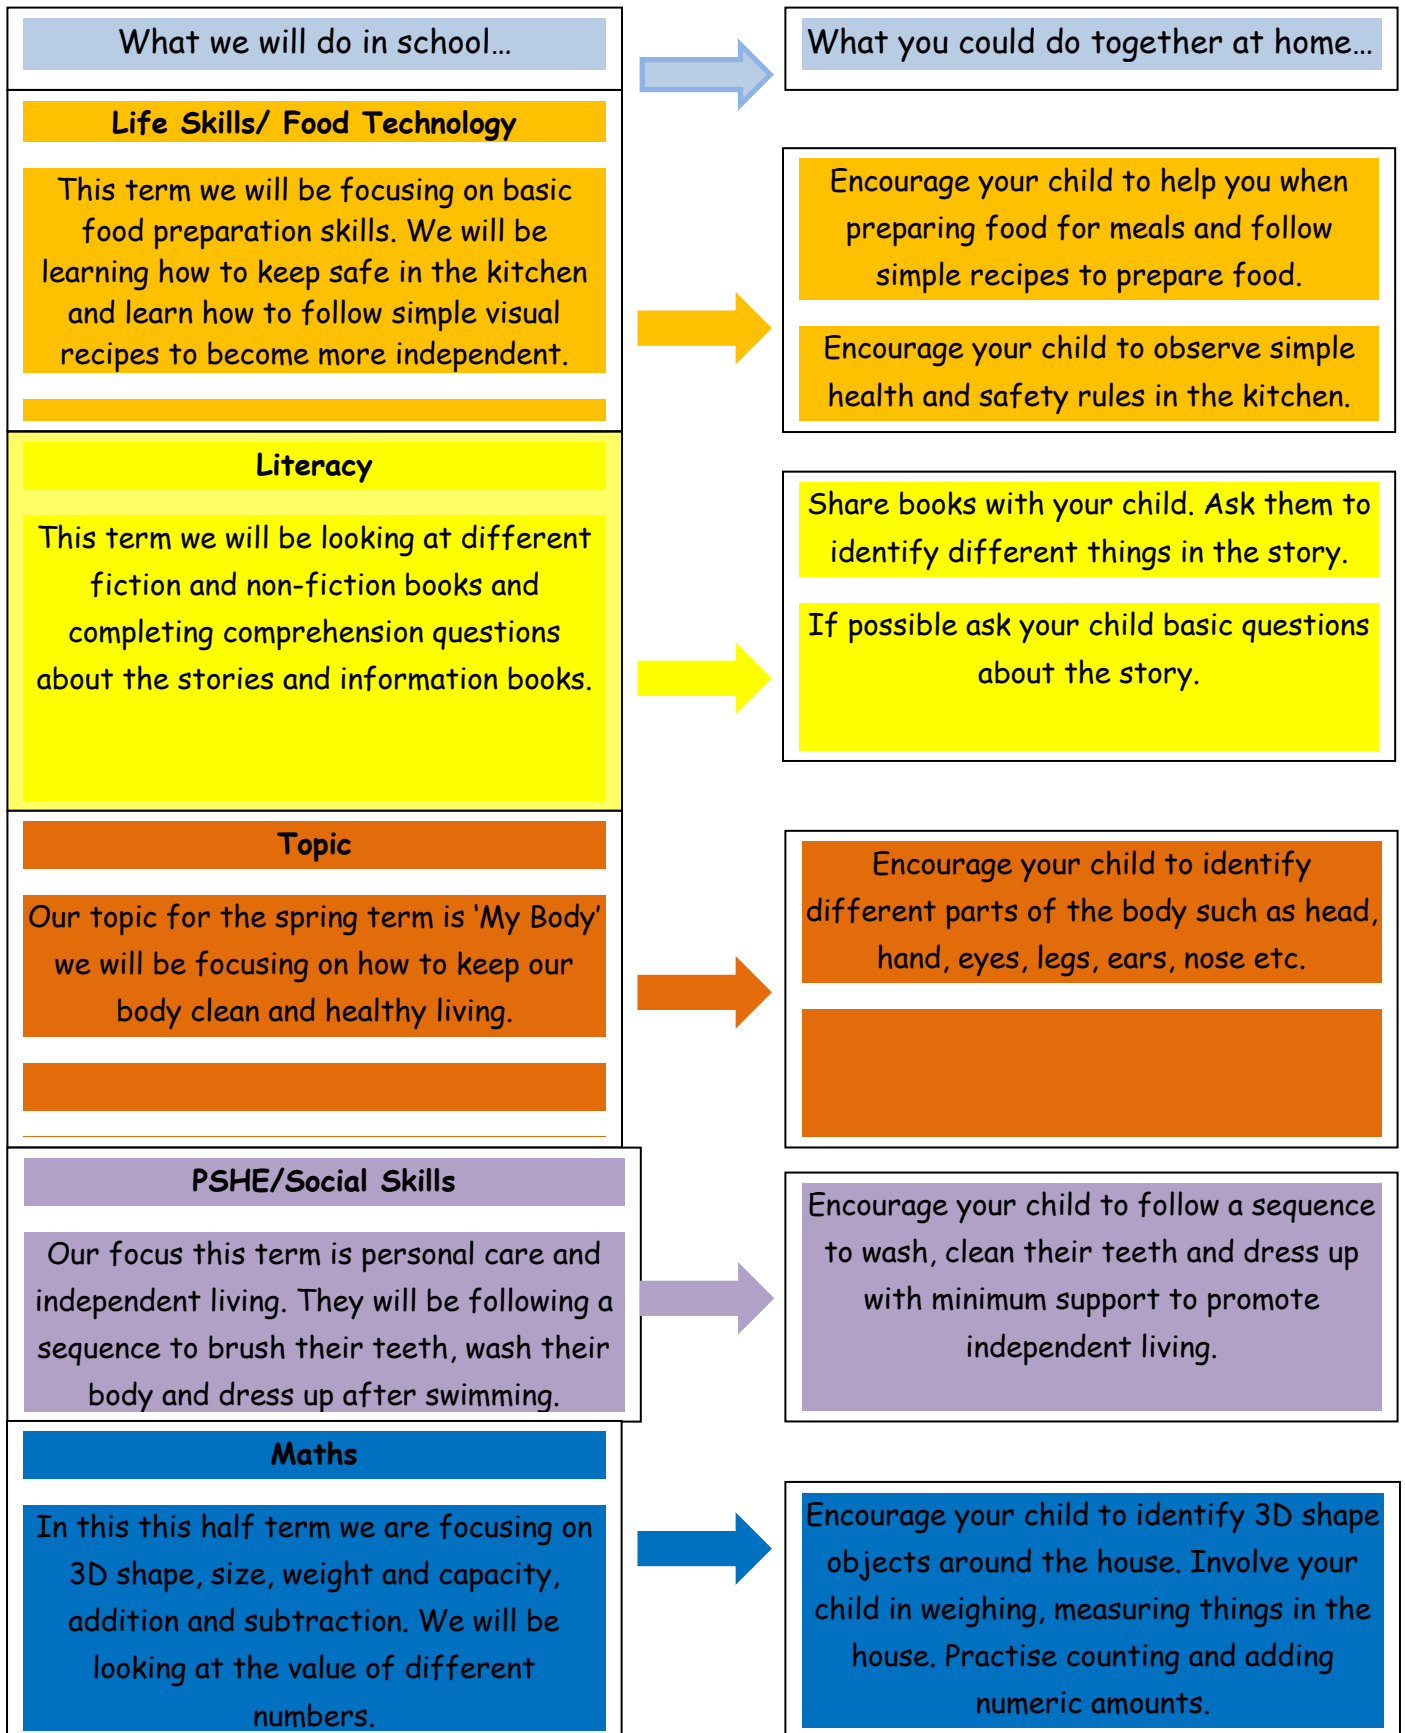 What we will do in school…
What you could do together at home…
Life Skills/ Food Technology
This term we will be focusing on basic
food preparation skills. We will be
learning how to keep safe in the kitchen
and learn how to follow simple visual
recipes to become more independent.
Encourage your child to help you when
preparing food for meals and follow
simple recipes to prepare food.
Encourage your child to observe simple
health and safety rules in the kitchen.
Literacy
This term we will be looking at different
fiction and non-fiction books and
completing comprehension questions
about the stories and information books.
Share books with your child. Ask them to
identify different things in the story.
If possible ask your child basic questions
about the story.
Topic
Our topic for the spring term is ‘My Body’
we will be focusing on how to keep our
body clean and healthy living.
Encourage your child to identify
different parts of the body such as head,
hand, eyes, legs, ears, nose etc.
PSHE/Social Skills
Our focus this term is personal care and
independent living. They will be following a
sequence to brush their teeth, wash their
body and dress up after swimming.
Encourage your child to follow a sequence
to wash, clean their teeth and dress up
with minimum support to promote
independent living.
Maths
In this this half term we are focusing on
3D shape, size, weight and capacity,
addition and subtraction. We will be
looking at the value of different
numbers.
Encourage your child to identify 3D shape
objects around the house. Involve your
child in weighing, measuring things in the
house. Practise counting and adding
numeric amounts.